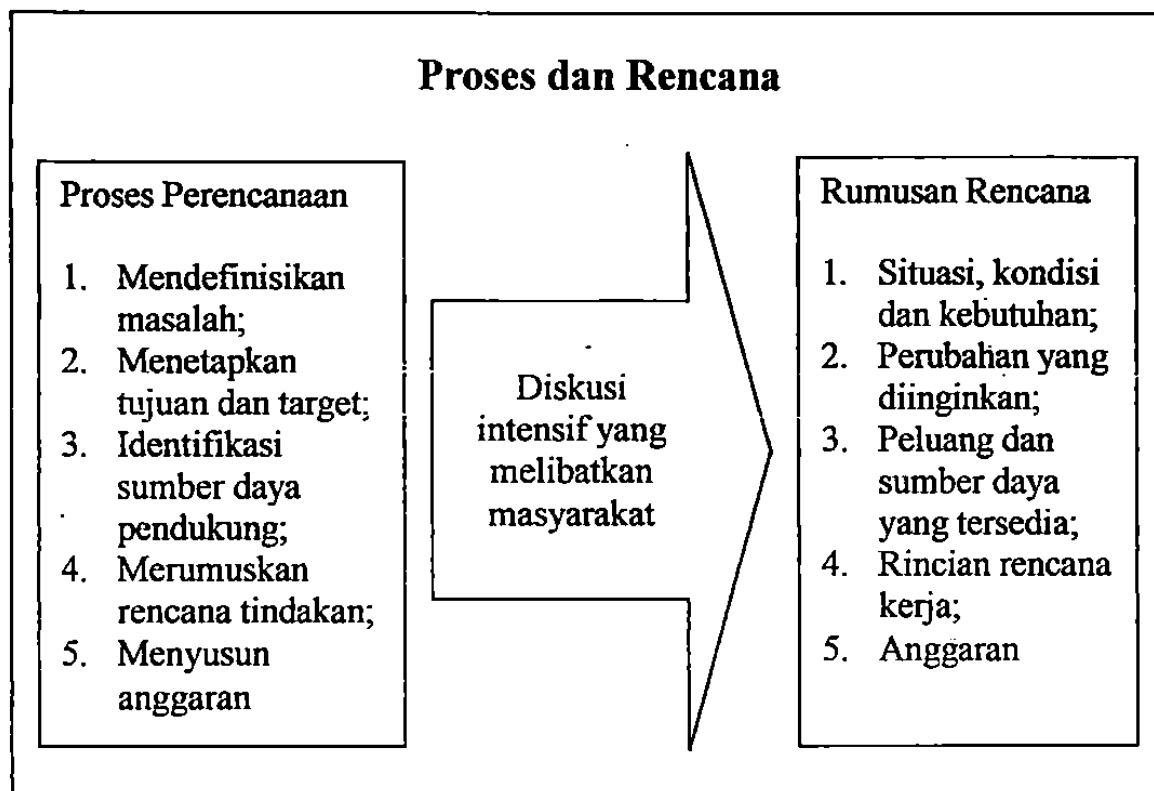 Proses dan Rencana
Proses Perencanaan
1. Mendefinisikan
masalah;
2. Menetapkan
tujuan dan target;
3. Identifikasi
sumber daya
pendukung;
4. Merumuskan
rencana tindakan;
5. Menyusun
anggaran
Diskusi
intensif yang
melibatkan
masyarakat
Rumusan Rencana
1. Situasi, kondisi
dan kebutuhan;
2. Perubahan yang
diinginkan;
3. Peluang dan
sumber daya
yang tersedia;
4. Rincian rencana
kerja;
5. Anggaran